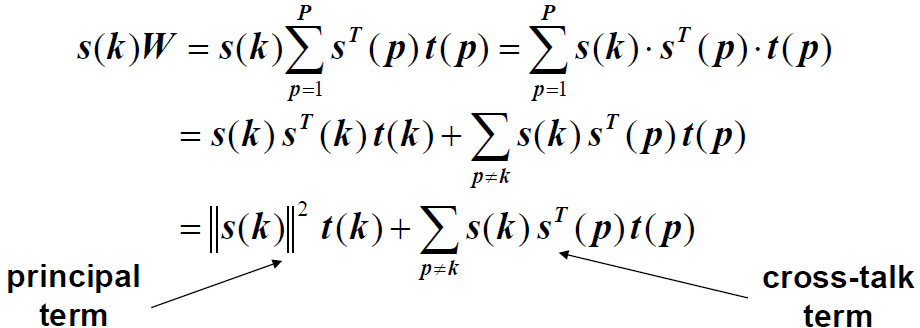 s(k)W = s(k) ∑_{p=1}^{P} s^T(p) t(p) = ∑_{p=1}^{P} s(k) · s^T(p) · t(p)
= s(k) s^T(k) t(k) + ∑_{p≠k} s(k) s^T(p) t(p)
= ‖s(k)‖² t(k) + ∑_{p≠k} s(k) s^T(p) t(p)
principal term
cross-talk term